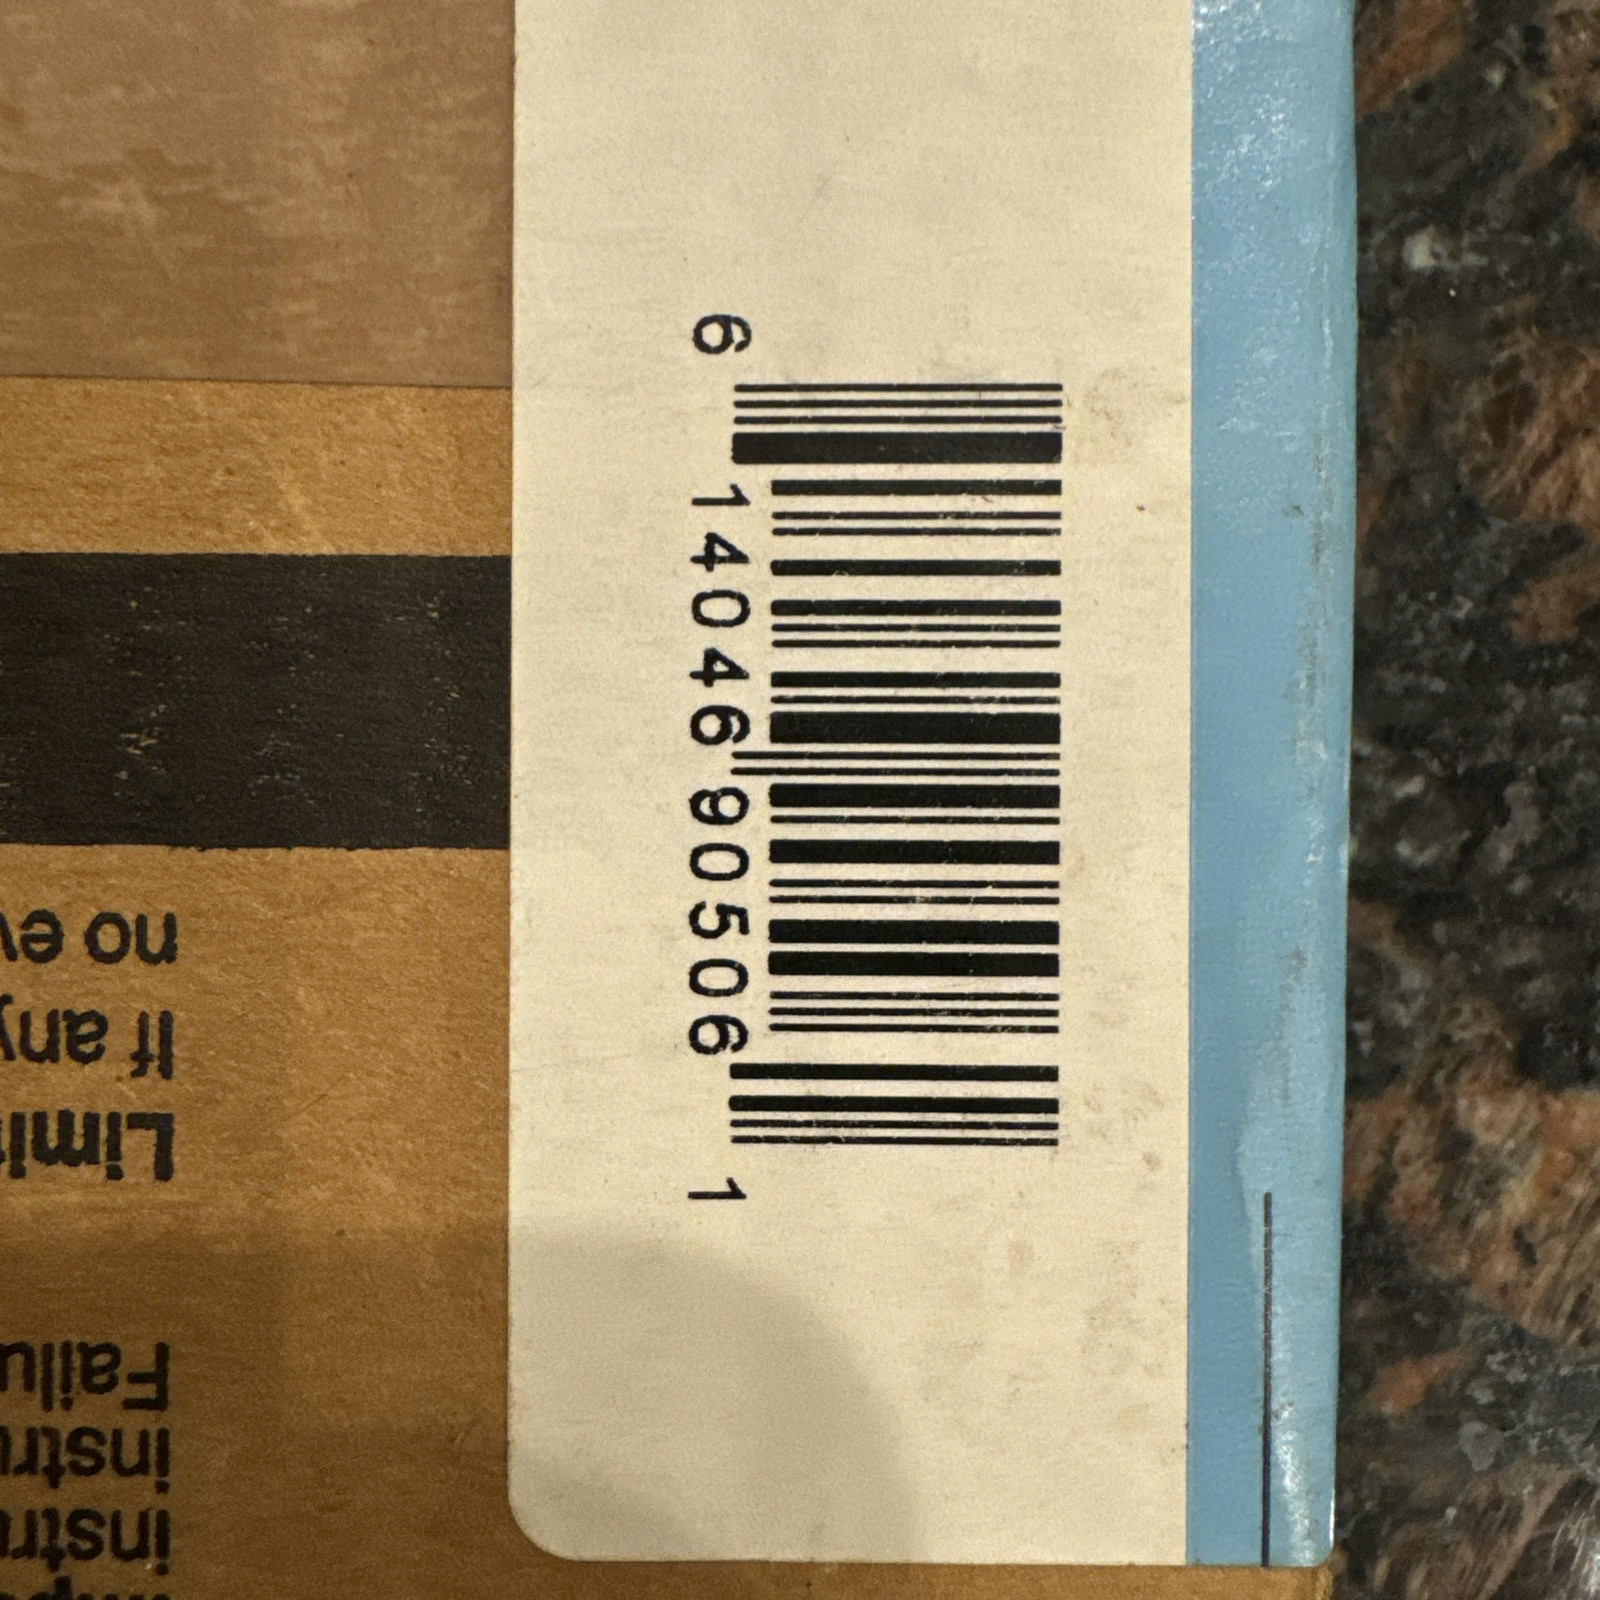 6 14046 90506 1
instru
instru
Failu
Limi
If any
no ev